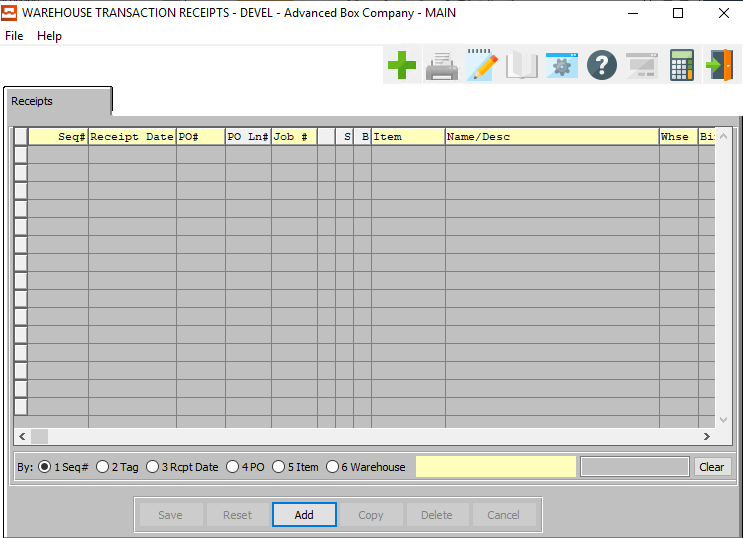 WAREHOUSE TRANSACTION RECEIPTS - DEVEL - Advanced Box Company - MAIN
File Help
Receipts
Seq# Receipt Date PO# PO Ln# Job # S B Item Name/Desc Whse Bi
By: 1 Seq# 2 Tag 3 Rcpt Date 4 PO 5 Item 6 Warehouse Clear
Save Reset Add Copy Delete Cancel